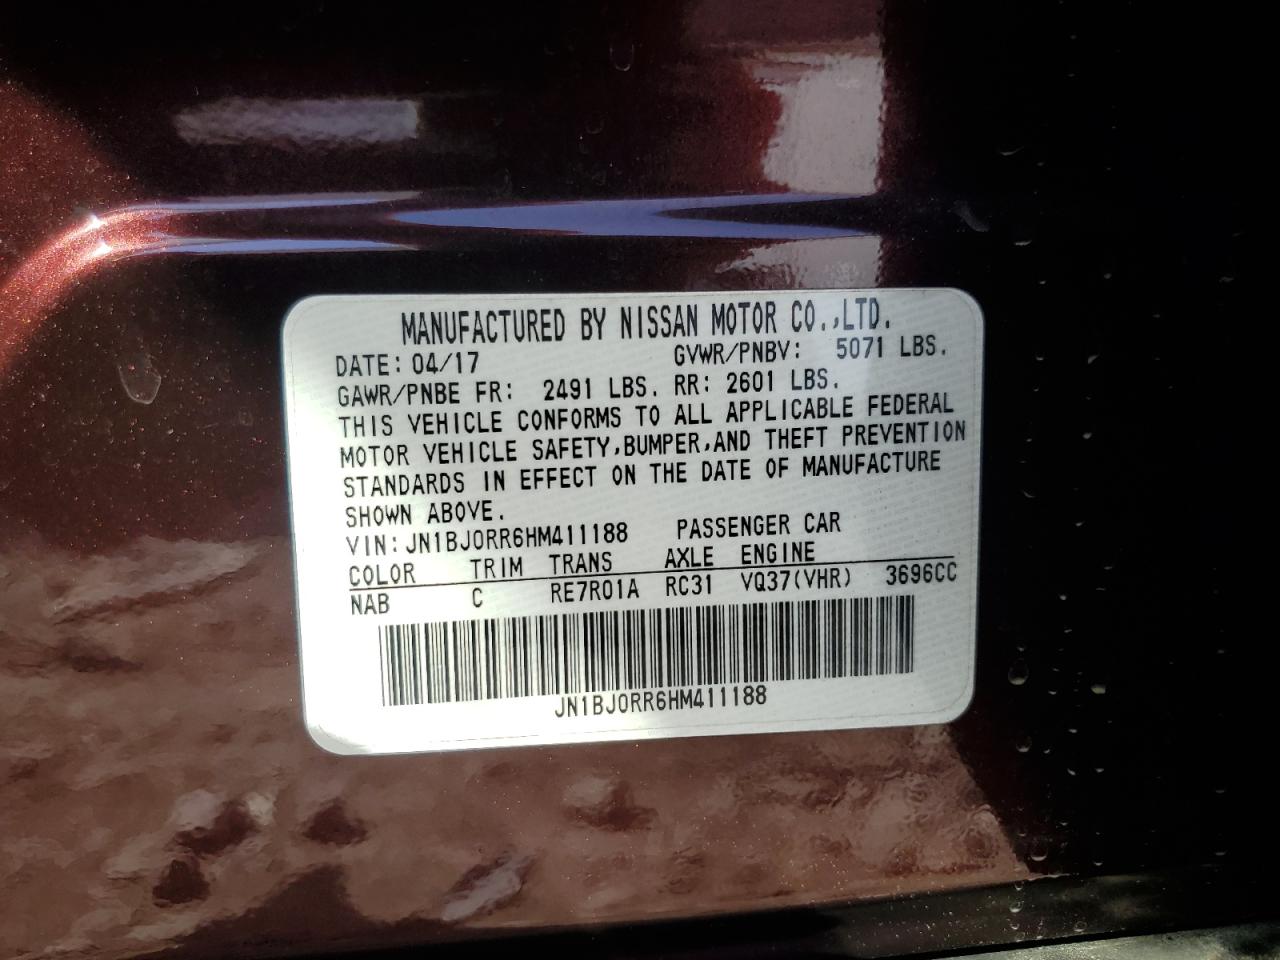 MANUFACTURED BY NISSAN MOTOR CO.,LTD.
DATE: 04/17 GVWR/PNBV: 5071 LBS.
GAWR/PNBE FR: 2491 LBS. RR: 2601 LBS.
THIS VEHICLE CONFORMS TO ALL APPLICABLE FEDERAL
MOTOR VEHICLE SAFETY,BUMPER,AND THEFT PREVENTION
STANDARDS IN EFFECT ON THE DATE OF MANUFACTURE
SHOWN ABOVE.
VIN: JN1BJ0RR6HM411188 PASSENGER CAR
COLOR TRIM TRANS AXLE ENGINE
NAB C RE7R01A RC31 VQ37(VHR) 3696CC
JN1BJ0RR6HM411188